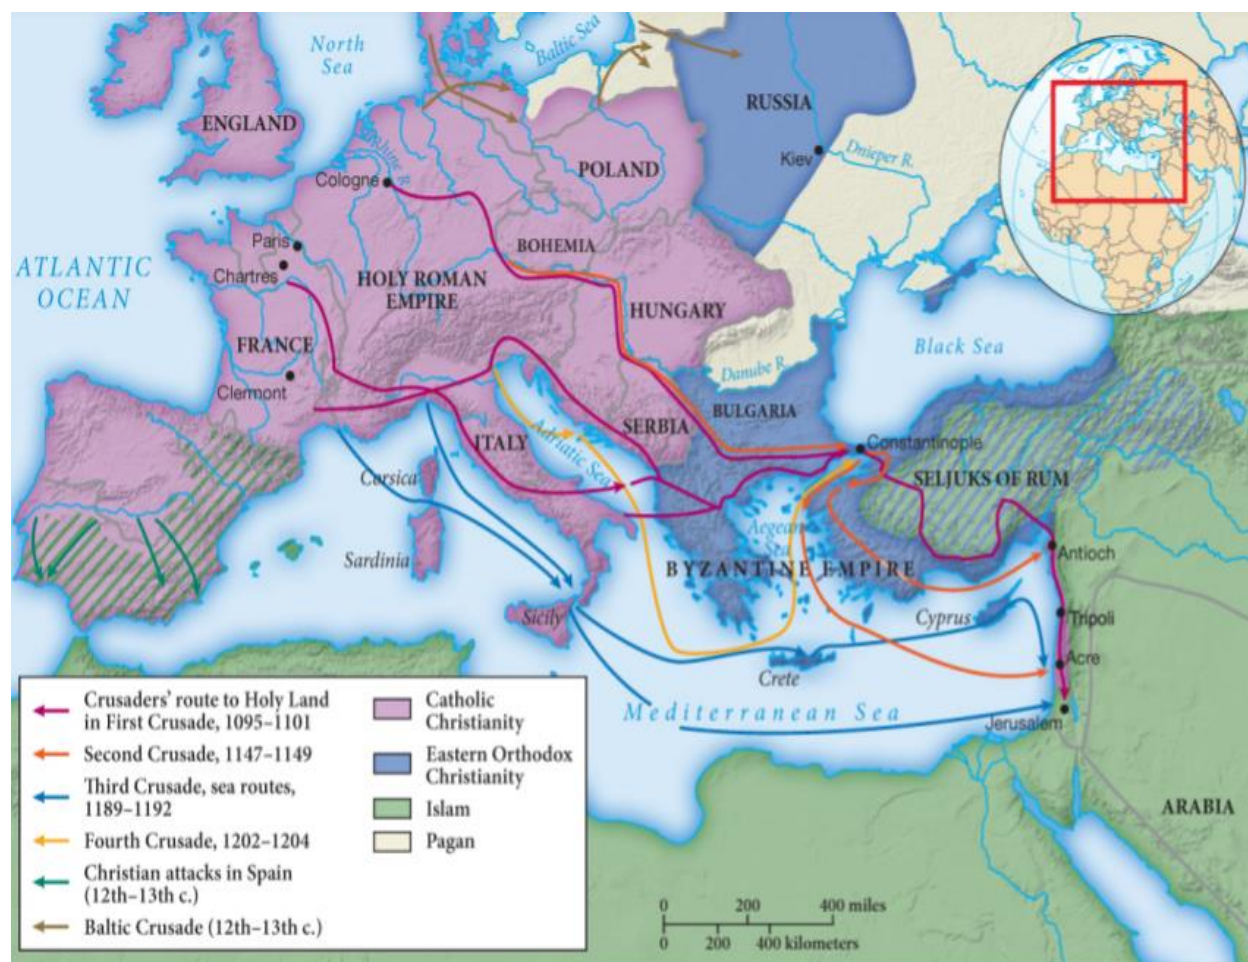 North
Sea
Baltic Sea
ENGLAND
RUSSIA
Kiev
Dnieper R.
POLAND
Rhine R.
Cologne
Paris
BOHEMIA
ATLANTIC
OCEAN
Chartres
HOLY ROMAN
EMPIRE
HUNGARY
FRANCE
Black Sea
Clermont
Danube R.
BULGARIA
SERBIA
ITALY
Adriatic Sea
Constantinople
Corsica
SELJUKS OF RUM
Aegean
Sea
Sardinia
BYZANTINE EMPIRE
Antioch
Sicily
Cyprus
Tripoli
Acre
Crete
Mediterranean Sea
Jerusalem
ARABIA
Crusaders' route to Holy Land
in First Crusade, 1095–1101
Second Crusade, 1147–1149
Third Crusade, sea routes,
1189–1192
Fourth Crusade, 1202–1204
Christian attacks in Spain
(12th–13th c.)
Baltic Crusade (12th–13th c.)
Catholic
Christianity
Eastern Orthodox
Christianity
Islam
Pagan
0 200 400 miles
0 200 400 kilometers